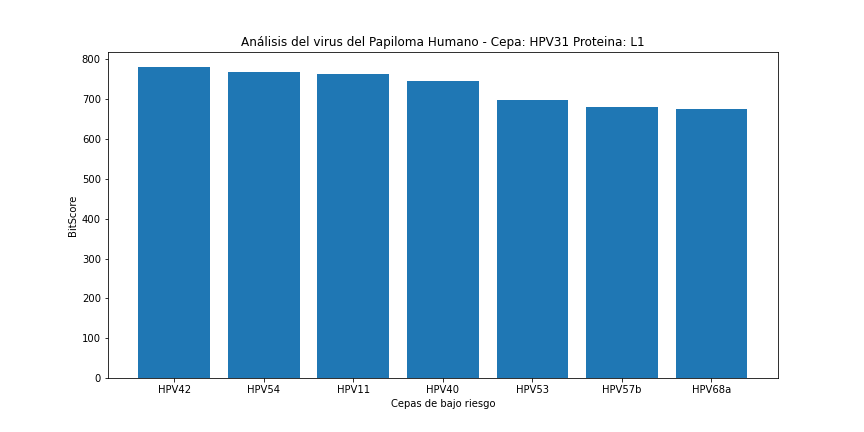 Análisis del virus del Papiloma Humano - Cepa: HPV31 Proteina: L1
800
700
600
500
400
300
200
100
0
BitScore
HPV42 HPV54 HPV11 HPV40 HPV53 HPV57b HPV68a
Cepas de bajo riesgo